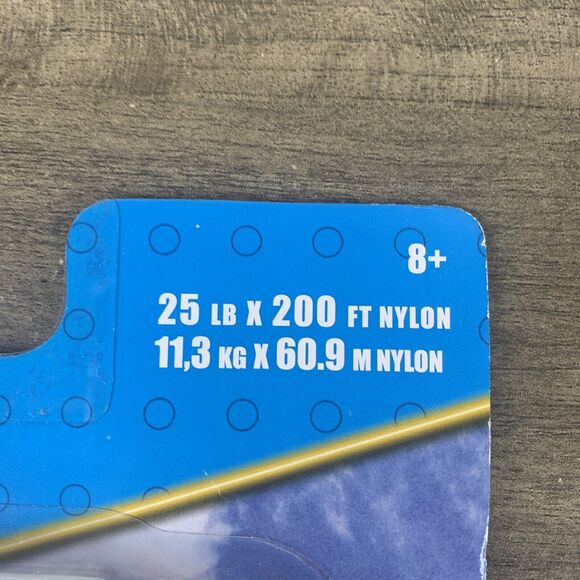 8+
25 LB X 200 FT NYLON
11,3 KG X 60.9 M NYLON